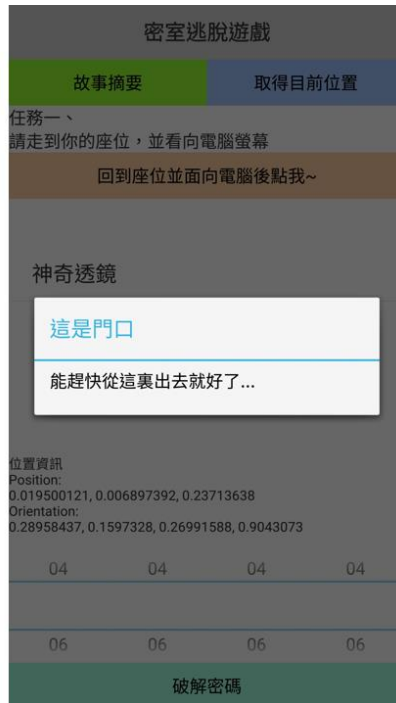 密室逃脫遊戲
故事摘要
取得目前位置
任務一、
請走到你的座位，並看向電腦螢幕
回到座位並面向電腦後點我~
神奇透鏡
這是門口
能趕快從這裏出去就好了...
位置資訊
Position:
0.019500121, 0.006897392, 0.23713638
Orientation:
0.28958437, 0.1597328, 0.26991588, 0.9043073
04 04 04 04
06 06 06 06
破解密碼